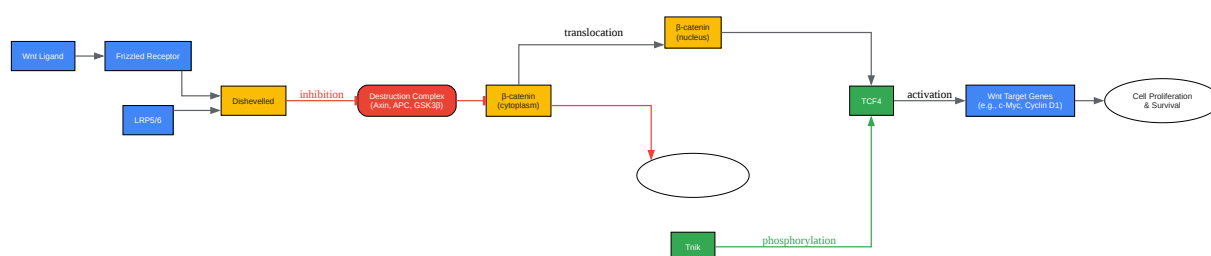 Wnt Ligand
Frizzled Receptor
LRP5/6
Dishevelled
inhibition
Destruction Complex
(Axin, APC, GSK3β)
β-catenin
(cytoplasm)
translocation
β-catenin
(nucleus)
TCF4
activation
Wnt Target Genes
(e.g., c-Myc, Cyclin D1)
Cell Proliferation
& Survival
Tnik
phosphorylation